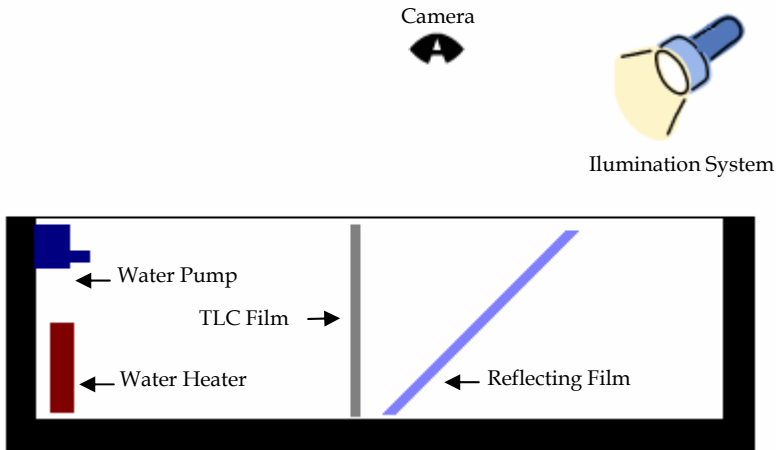 Camera
Ilumination System
Water Pump
TLC Film
Water Heater
Reflecting Film